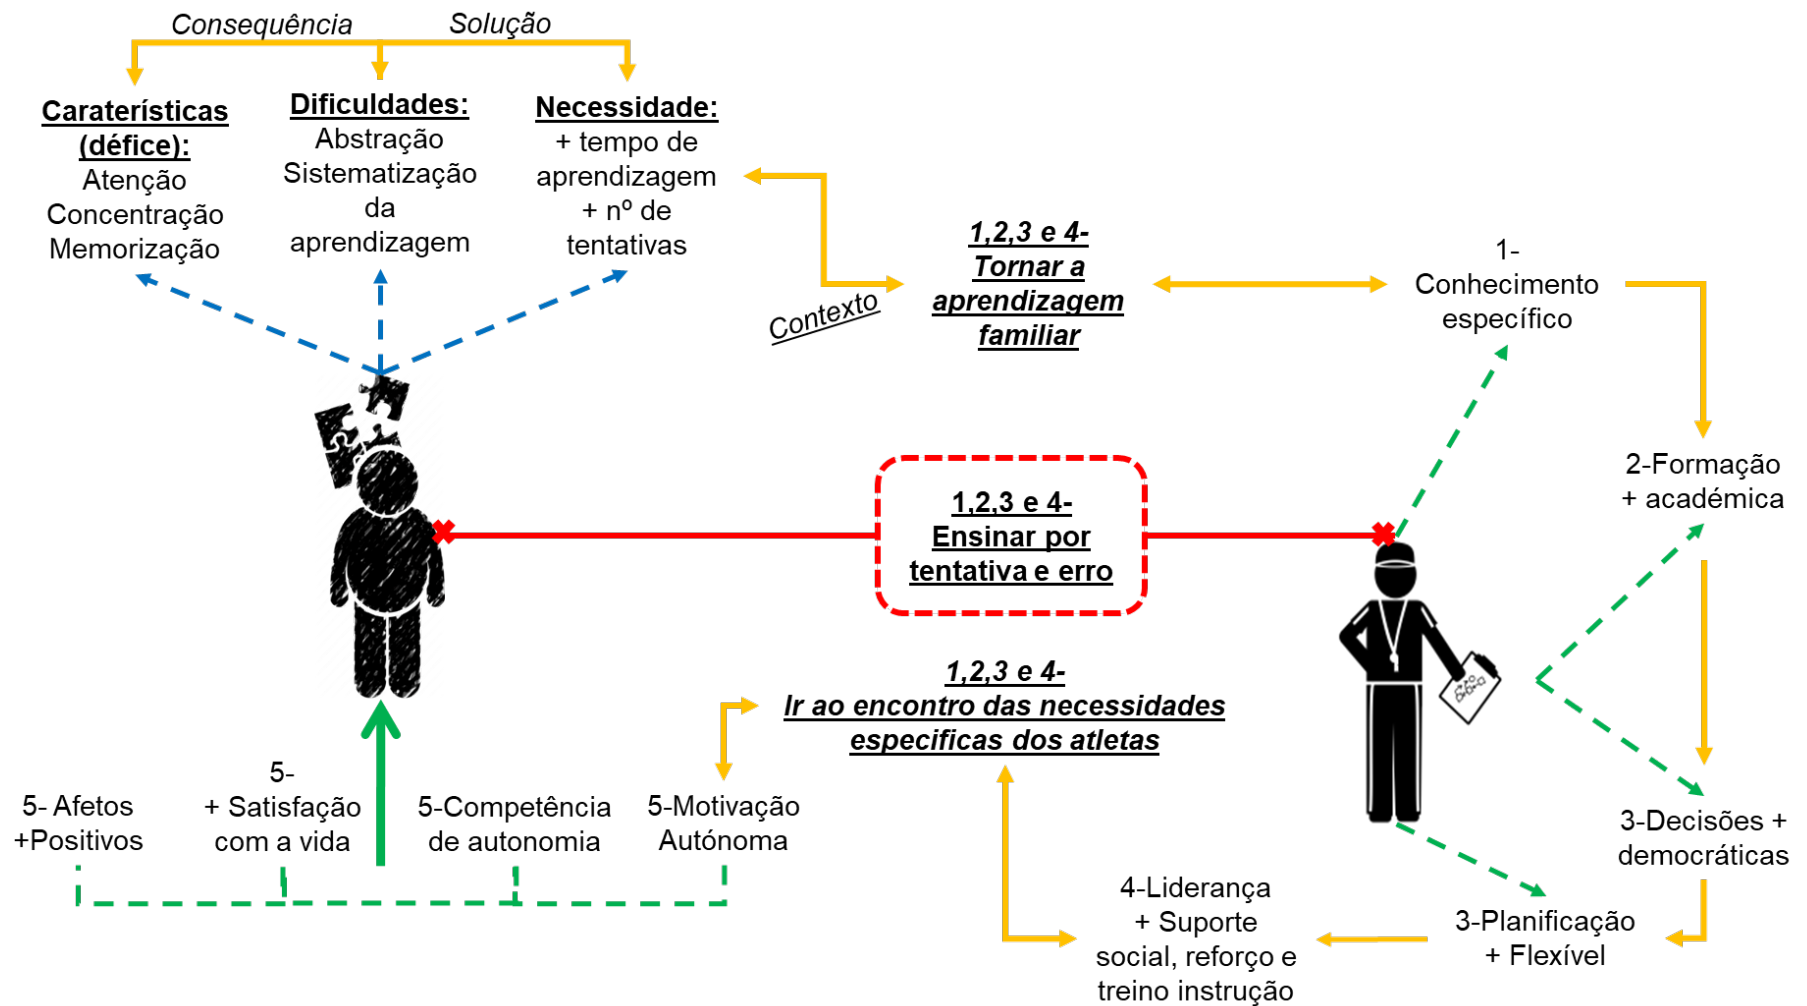 Consequência
Solução
Caraterísticas
(défice):
Atenção
Concentração
Memorização
Dificuldades:
Abstração
Sistematização
da
aprendizagem
Necessidade:
+ tempo de
aprendizagem
+ nº de
tentativas
Contexto
1,2,3 e 4-
Tornar a
aprendizagem
familiar
1-
Conhecimento
específico
2-Formação
+ académica
1,2,3 e 4-
Ensinar por
tentativa e erro
1,2,3 e 4-
Ir ao encontro das necessidades
especificas dos atletas
5- Afetos
+Positivos
5-
+ Satisfação
com a vida
5-Competência
de autonomia
5-Motivação
Autónoma
3-Decisões +
democráticas
4-Liderança
+ Suporte
social, reforço e
treino instrução
3-Planificação
+ Flexível